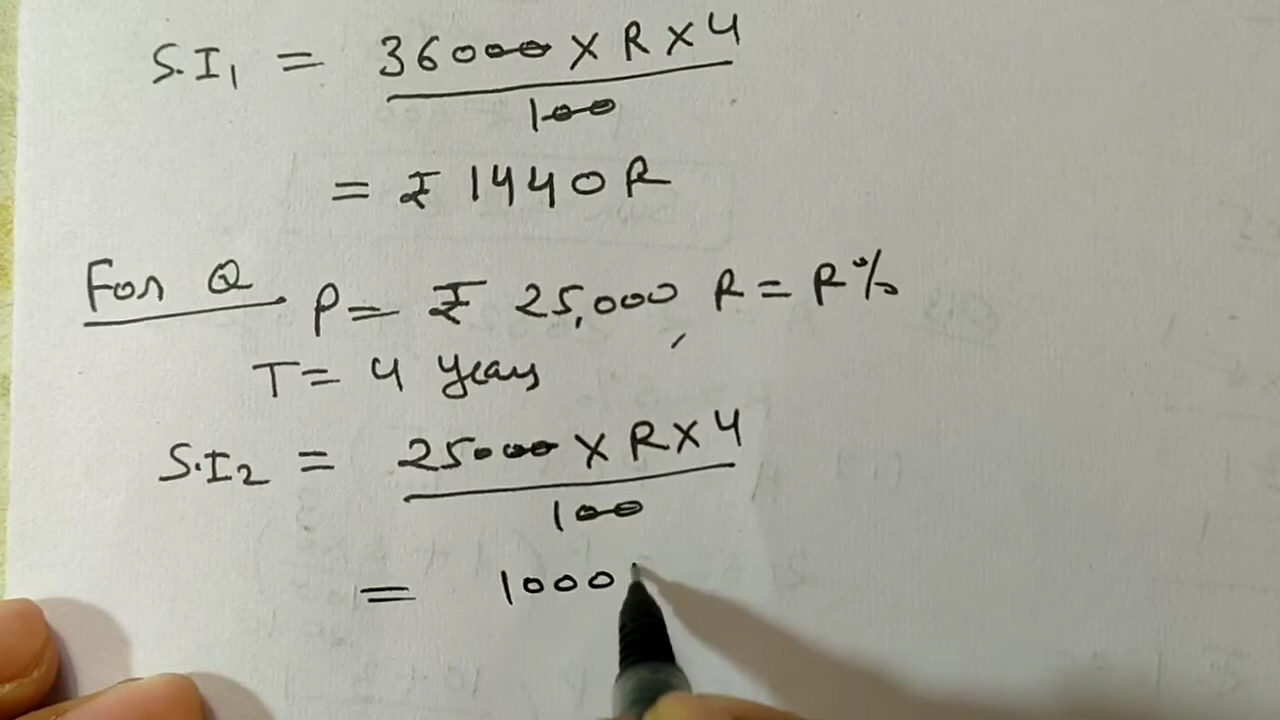 S.I₁ = 36000 × R × 4
100
= ₹ 1440 R
For Q P = ₹ 25,000, R = R%
T = 4 years
S.I₂ = 25000 × R × 4
100
= 1000